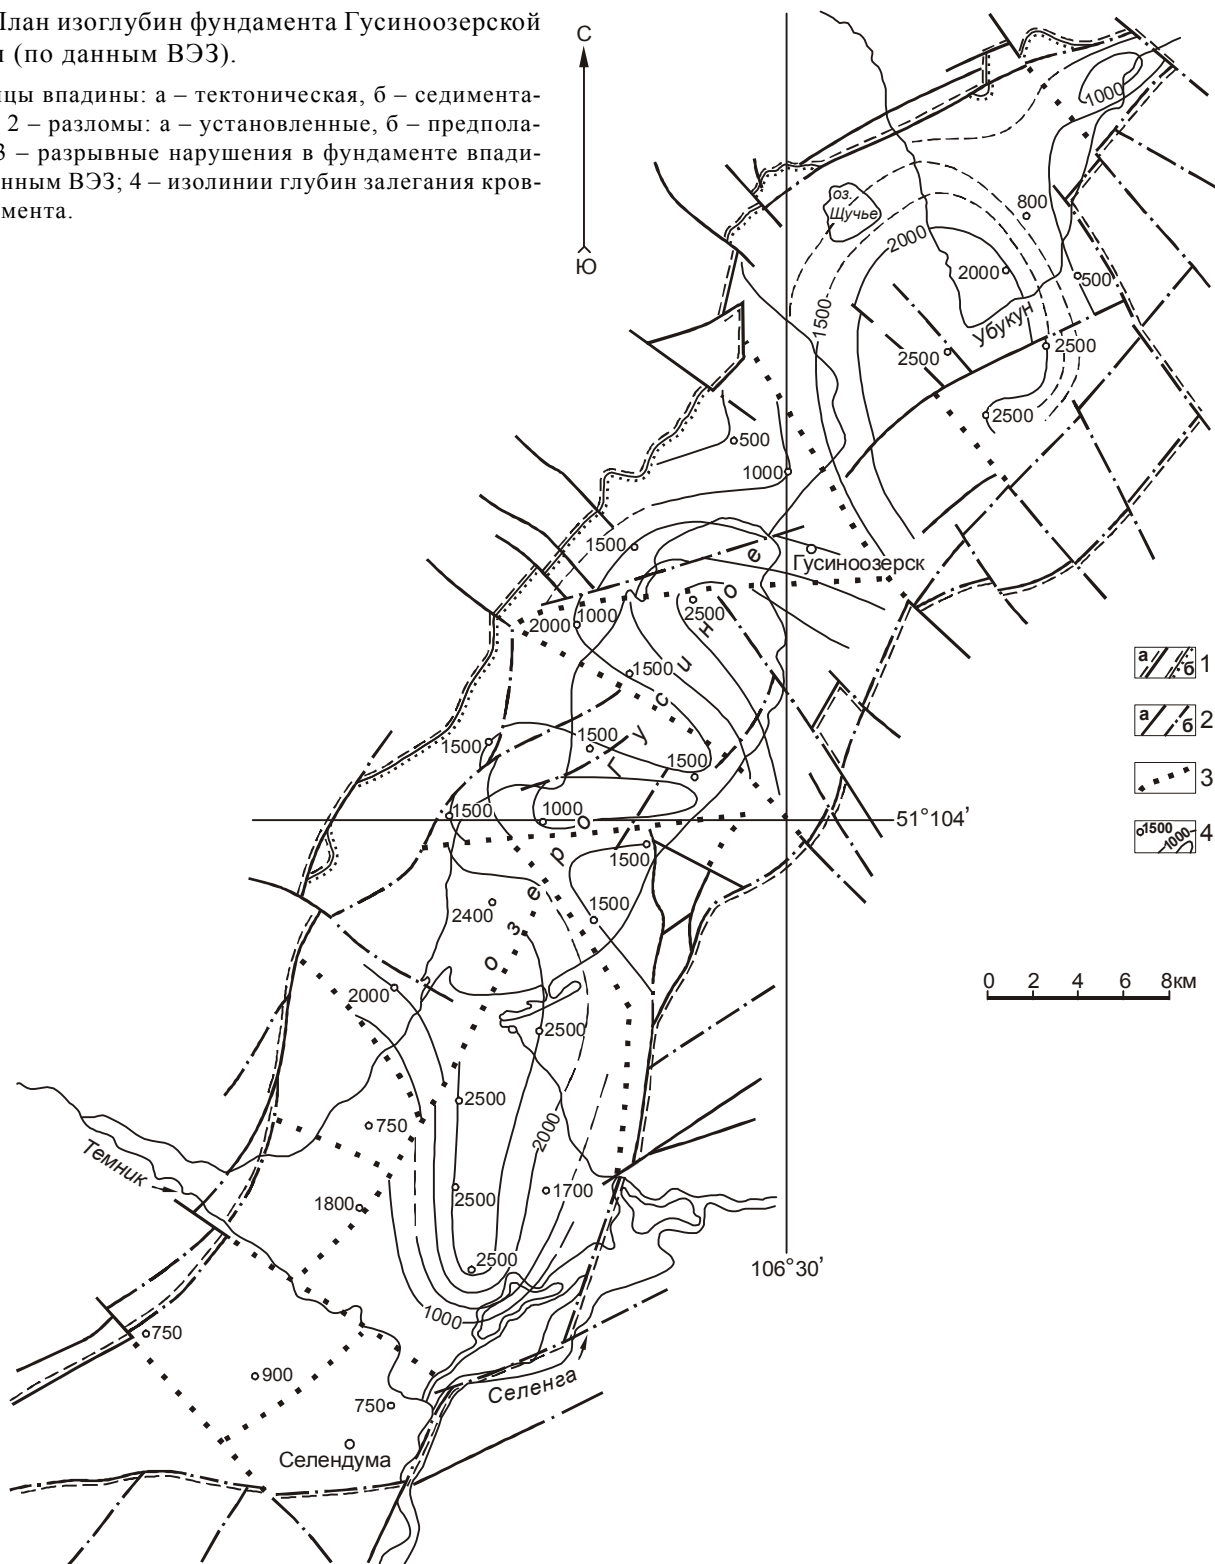 План изоглубин фундамента Гусиноозерской
(по данным ВЭЗ).
цы впадины: а – тектоническая, б – седимента-
2 – разломы: а – установленные, б – предпола-
3 – разрывные нарушения в фундаменте впади-
нным ВЭЗ; 4 – изолинии глубин залегания кров-
мента.
С
Ю
1000
оз.
Щучье
800
2000
2000
500
1500
Убукун
2500
2500
2500
500
1000
1500
Гусиноозерск
2000
1000
2500
1500
1500
1500
1500
1500
1000
51°104’
1500
2400
1500
оз е р о Г у с и н о е
2000
2500
2500
750
2000
Темник
2500
1700
1800
2500
106°30’
1000
750
900
Селенга
750
Селендума
а б 1
а б 2
3
1500 1000 4
0 2 4 6 8км